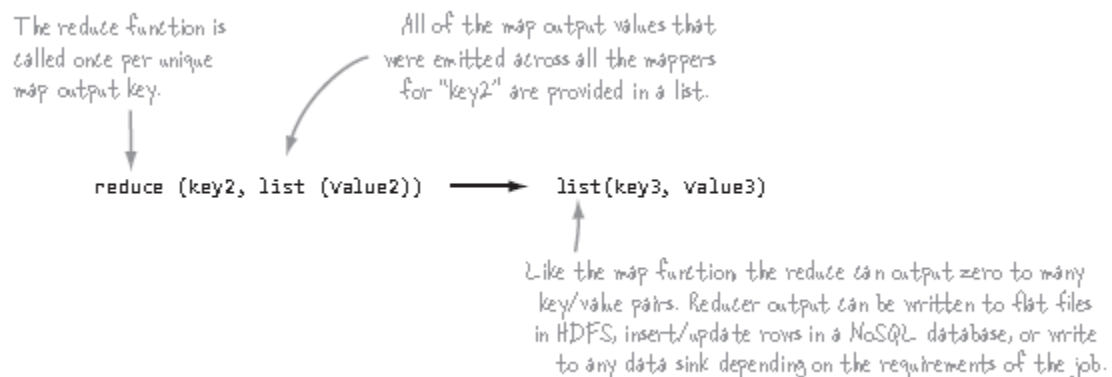 The reduce function is
called once per unique
map output key.
All of the map output values that
were emitted across all the mappers
for "key2" are provided in a list.
reduce (key2, list (value2))
list(key3, value3)
Like the map function the reduce can output zero to many
key/value pairs. Reducer output can be written to flat files
in HDFS, insert/update rows in a NoSQL database, or write
to any data sink depending on the requirements of the job.